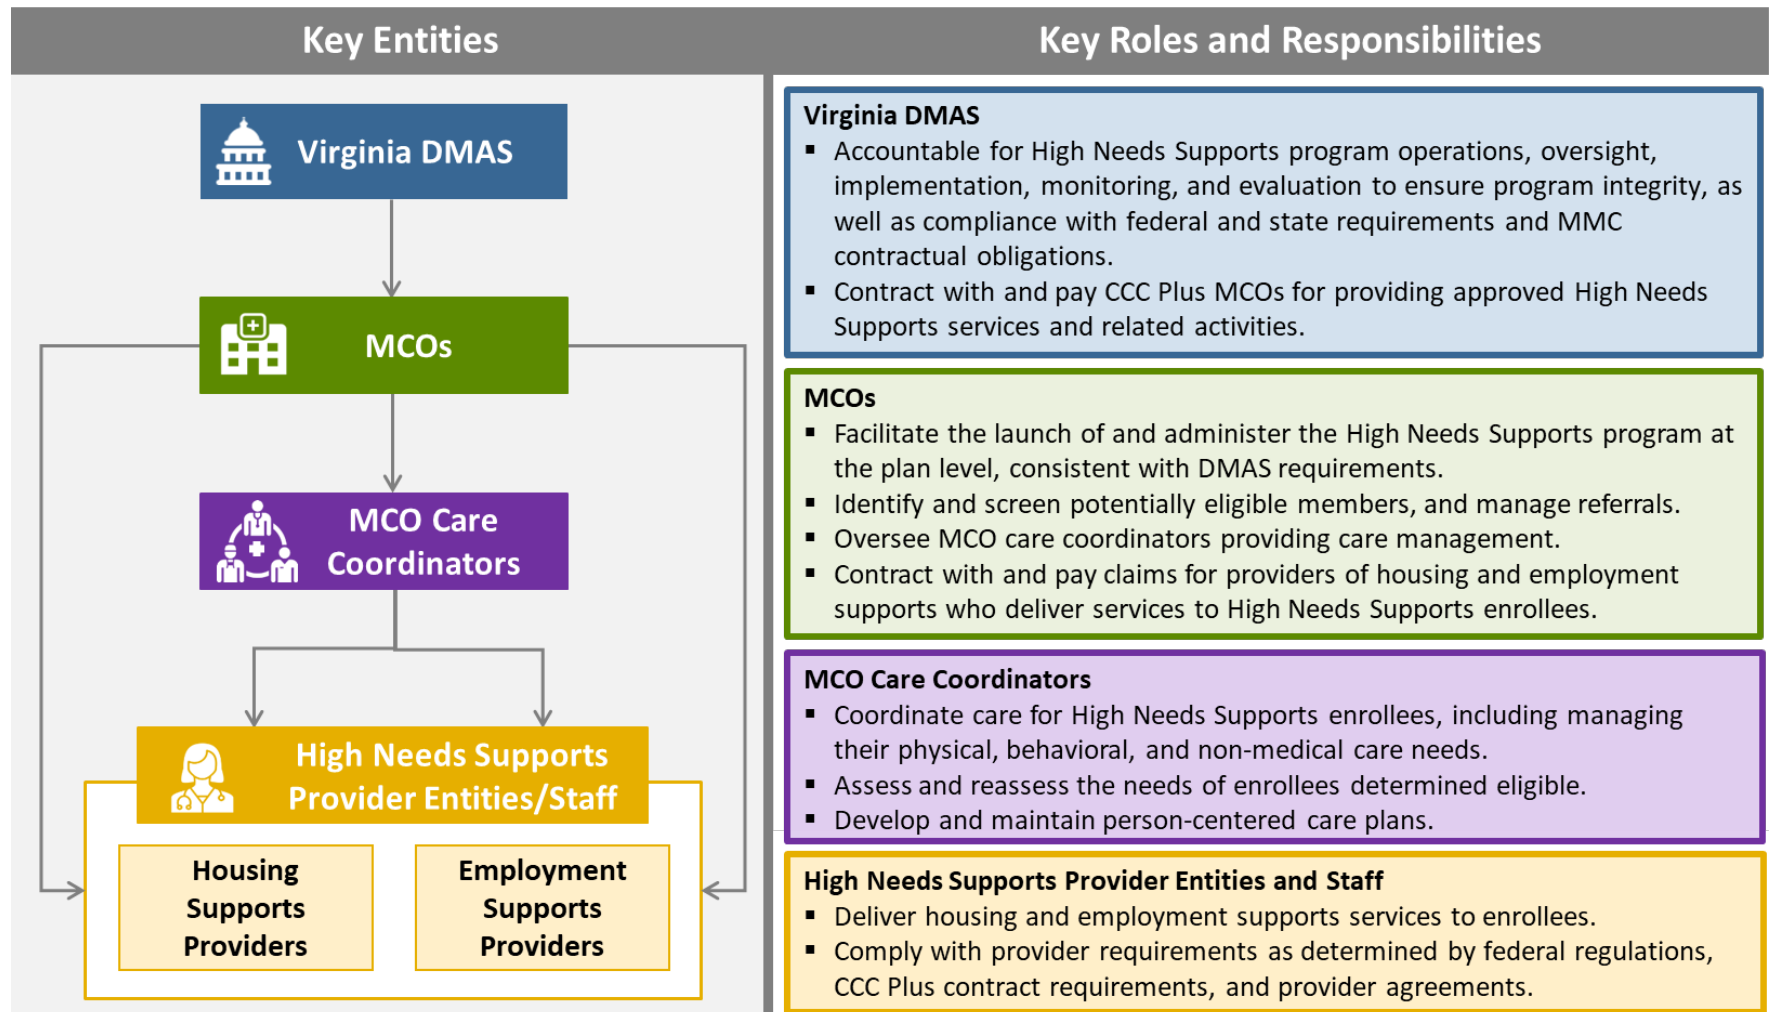 Key Entities
Key Roles and Responsibilities
Virginia DMAS
MCOs
MCO Care
Coordinators
High Needs Supports
Provider Entities/Staff
Housing
Supports
Providers
Employment
Supports
Providers
Virginia DMAS
▪ Accountable for High Needs Supports program operations, oversight,
implementation, monitoring, and evaluation to ensure program integrity, as
well as compliance with federal and state requirements and MMC
contractual obligations.
▪ Contract with and pay CCC Plus MCOs for providing approved High Needs
Supports services and related activities.
MCOs
▪ Facilitate the launch of and administer the High Needs Supports program at
the plan level, consistent with DMAS requirements.
▪ Identify and screen potentially eligible members, and manage referrals.
▪ Oversee MCO care coordinators providing care management.
▪ Contract with and pay claims for providers of housing and employment
supports who deliver services to High Needs Supports enrollees.
MCO Care Coordinators
▪ Coordinate care for High Needs Supports enrollees, including managing
their physical, behavioral, and non-medical care needs.
▪ Assess and reassess the needs of enrollees determined eligible.
▪ Develop and maintain person-centered care plans.
High Needs Supports Provider Entities and Staff
▪ Deliver housing and employment supports services to enrollees.
▪ Comply with provider requirements as determined by federal regulations,
CCC Plus contract requirements, and provider agreements.